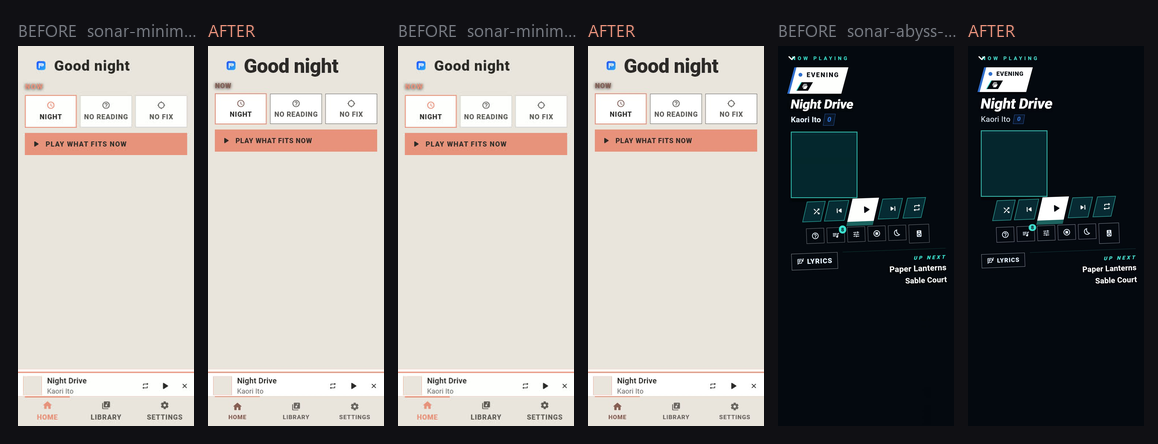 BEFORE sonar-minim... AFTER BEFORE sonar-minim... AFTER BEFORE sonar-abyss-... AFTER
Good night
NOW
NIGHT NO READING NO FIX
PLAY WHAT FITS NOW
Night Drive
Kaori Ito
HOME LIBRARY SETTINGS
Good night
NOW
NIGHT NO READING NO FIX
PLAY WHAT FITS NOW
Night Drive
Kaori Ito
HOME LIBRARY SETTINGS
Good night
NOW
NIGHT NO READING NO FIX
PLAY WHAT FITS NOW
Night Drive
Kaori Ito
HOME LIBRARY SETTINGS
Good night
NOW
NIGHT NO READING NO FIX
PLAY WHAT FITS NOW
Night Drive
Kaori Ito
HOME LIBRARY SETTINGS
PLAYING
EVENING
Night Drive
Kaori Ito
LYRICS
UP NEXT
Paper Lanterns
Sable Court
PLAYING
EVENING
Night Drive
Kaori Ito
LYRICS
UP NEXT
Paper Lanterns
Sable Court